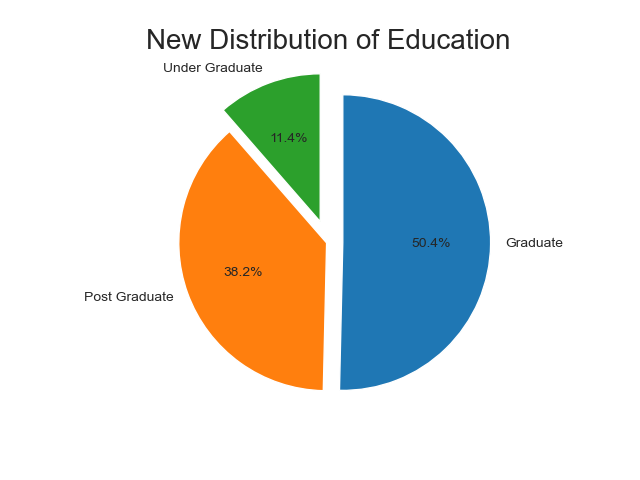 New Distribution of Education
Under Graduate
11.4%
50.4%
Graduate
38.2%
Post Graduate